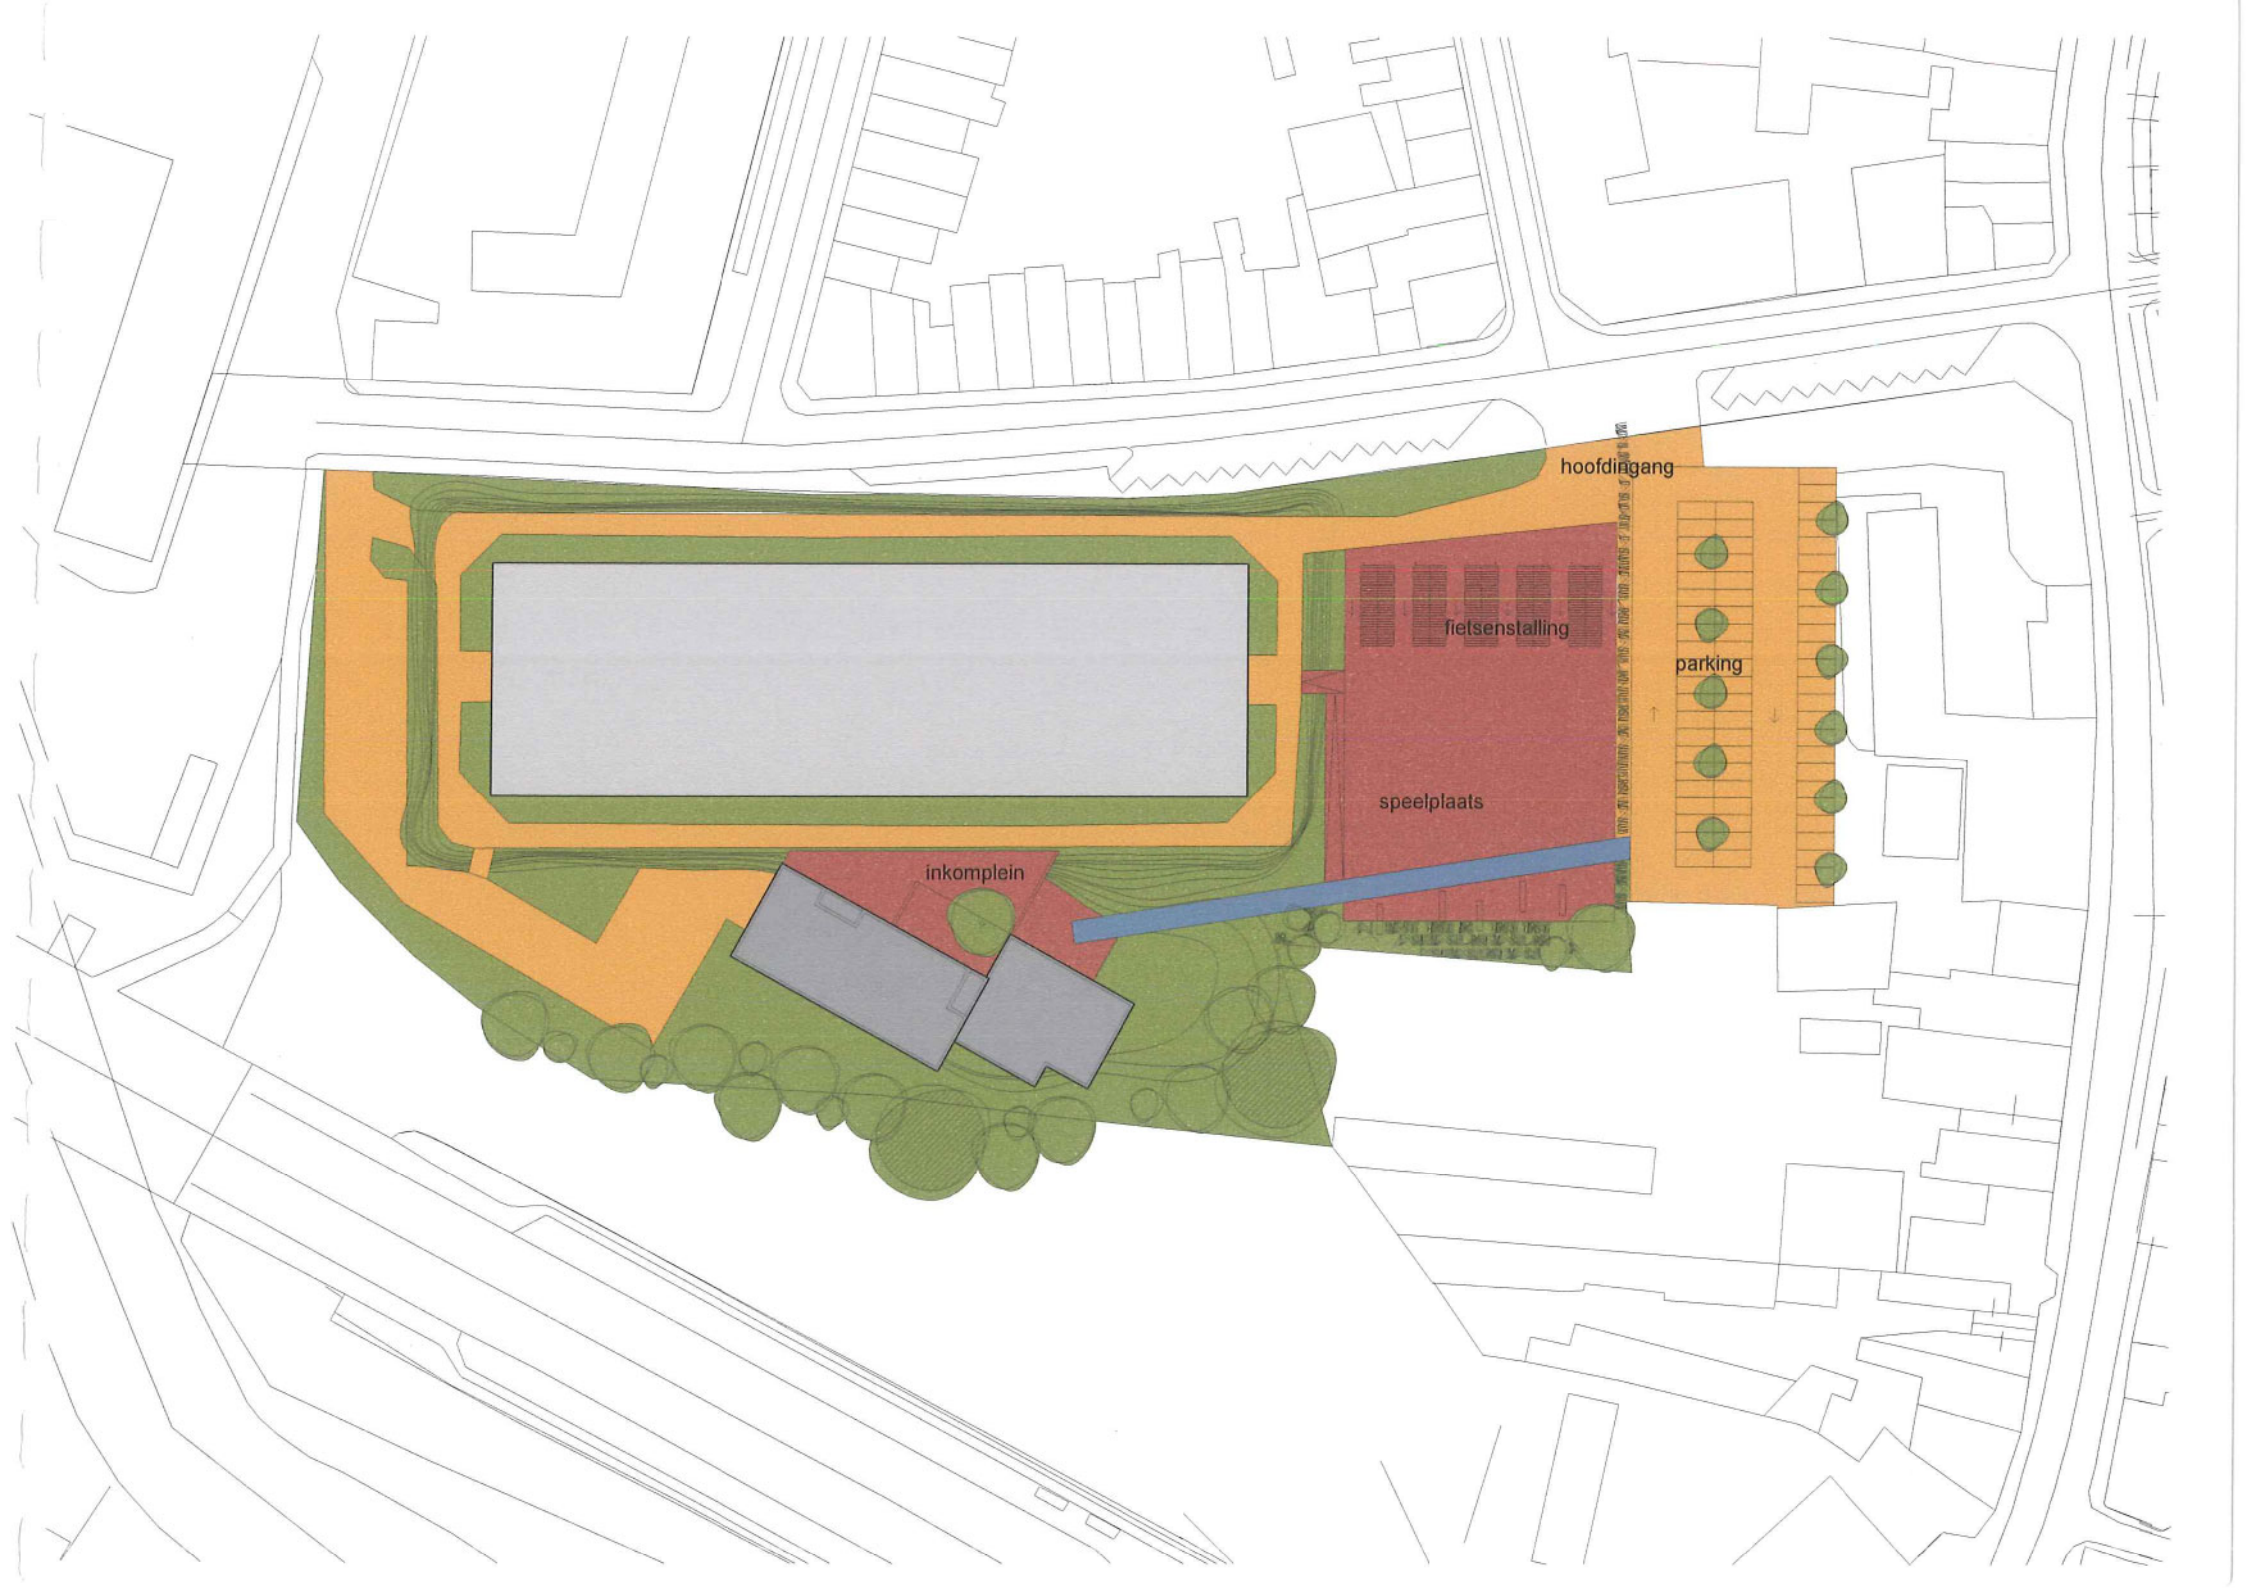 hoofdingang
fietsenstalling
parking
speelplaats
inkomplein